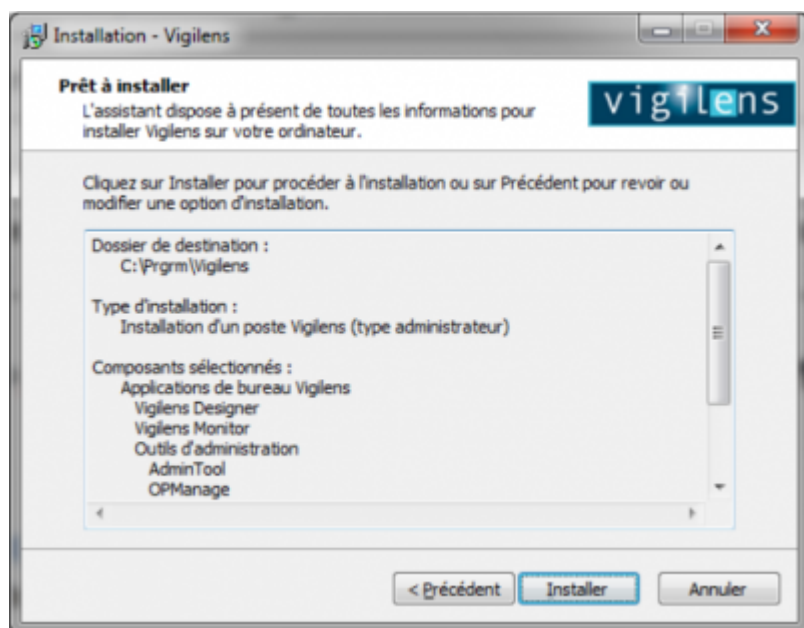 Installation - Vigilens
Prêt à installer
L'assistant dispose à présent de toutes les informations pour
installer Vigilens sur votre ordinateur.
vigilens
Cliquez sur Installer pour procéder à l'installation ou sur Précédent pour revoir ou
modifier une option d'installation.
Dossier de destination :
C:\Prgrm\Vigilens
Type d'installation :
Installation d'un poste Vigilens (type administrateur)
Composants sélectionnés :
Applications de bureau Vigilens
Vigilens Designer
Vigilens Monitor
Outils d'administration
AdminTool
OPManage
< Précédent
Installer
Annuler